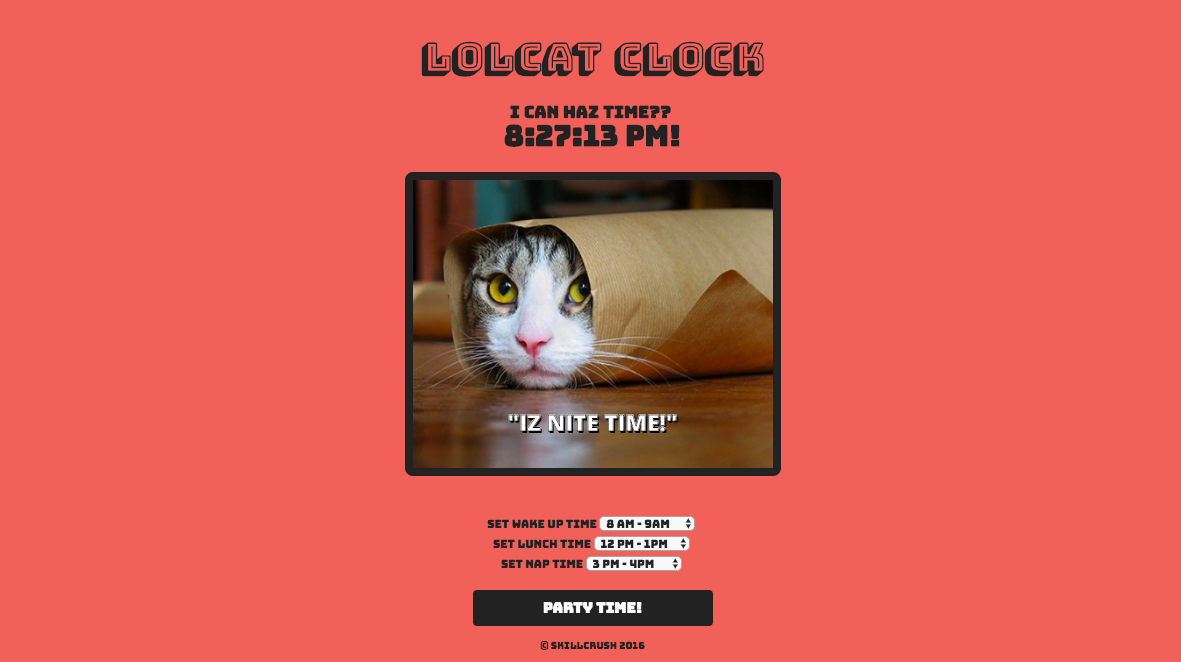 LOLCAT CLOCK
I CAN HAZ TIME??
8:27:13 PM!
"IZ NITE TIME!"
SET WAKE UP TIME 8 AM - 9AM
SET LUNCH TIME 12 PM - 1PM
SET NAP TIME 3 PM - 4PM
PARTY TIME!
© SKILLCRUSH 2016